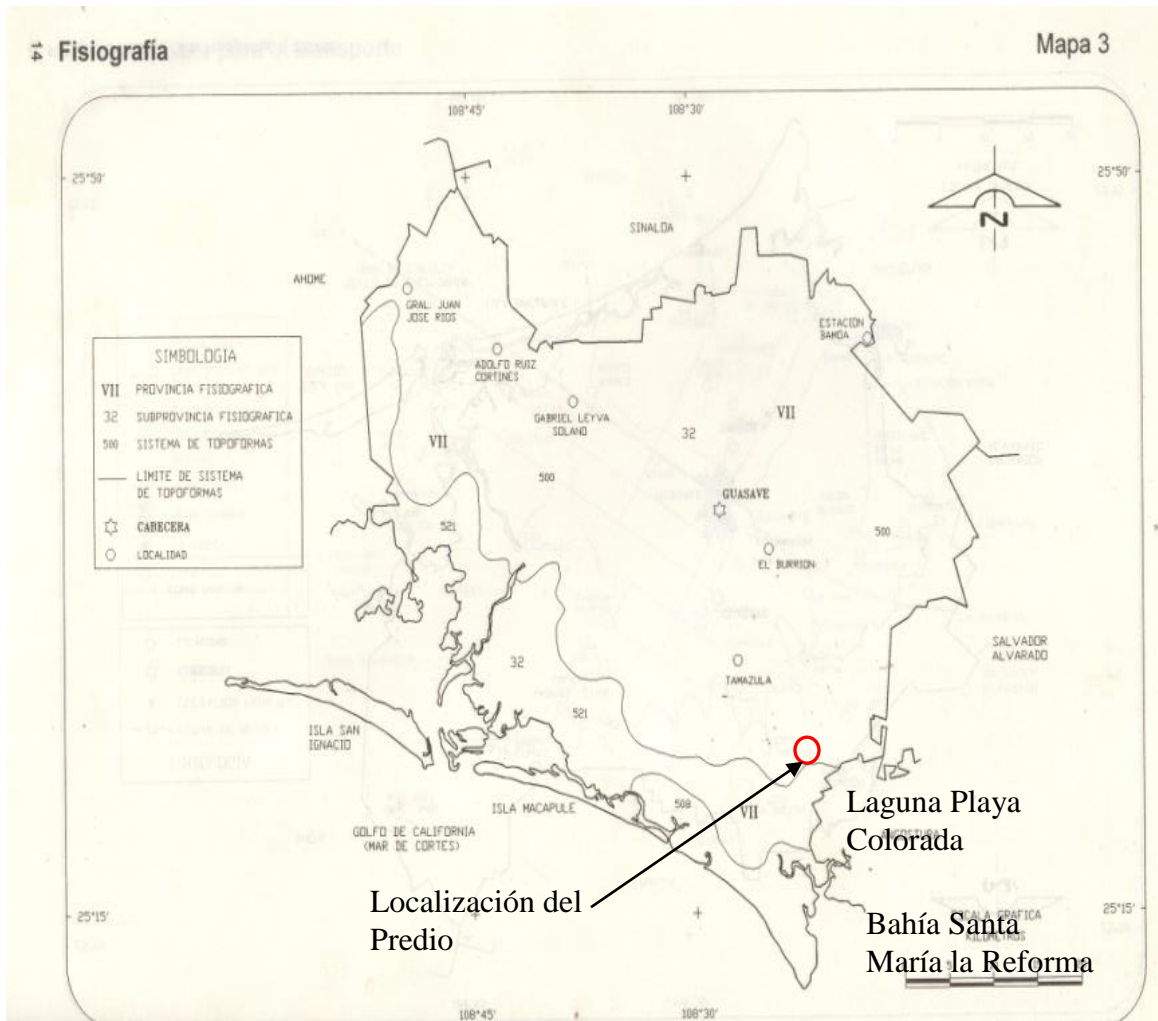 14 Fisiografía
Mapa 3
108°45'
108°30'
25°50'
25°50'
SINALOA
AHOME
N
GRAL. JUAN
JOSE RIOS
ESTACION
BAMOA
ADOLFO RUIZ
CORTINES
GABRIEL LEYVA
SOLANO
SIMBOLOGIA
VII PROVINCIA FISIOGRAFICA
32 SUBPROVINCIA FISIOGRAFICA
500 SISTEMA DE TOPOFORMAS
LIMITE DE SISTEMA
DE TOPOFORMAS
CABECERA
LOCALIDAD
VII
VII
32
500
GUASAVE
521
500
EL BURRION
SALVADOR
ALVARADO
32
TAMAZULA
521
ISLA SAN
IGNACIO
ISLA MACAPULE
508
VII
Laguna Playa
Colorada
ANGOSTURA
GOLFO DE CALIFORNIA
(MAR DE CORTES)
Localización del
Predio
25°15'
25°15'
ESCALA GRAFICA
KILOMETROS
Bahía Santa
María la Reforma
108°45'
108°30'